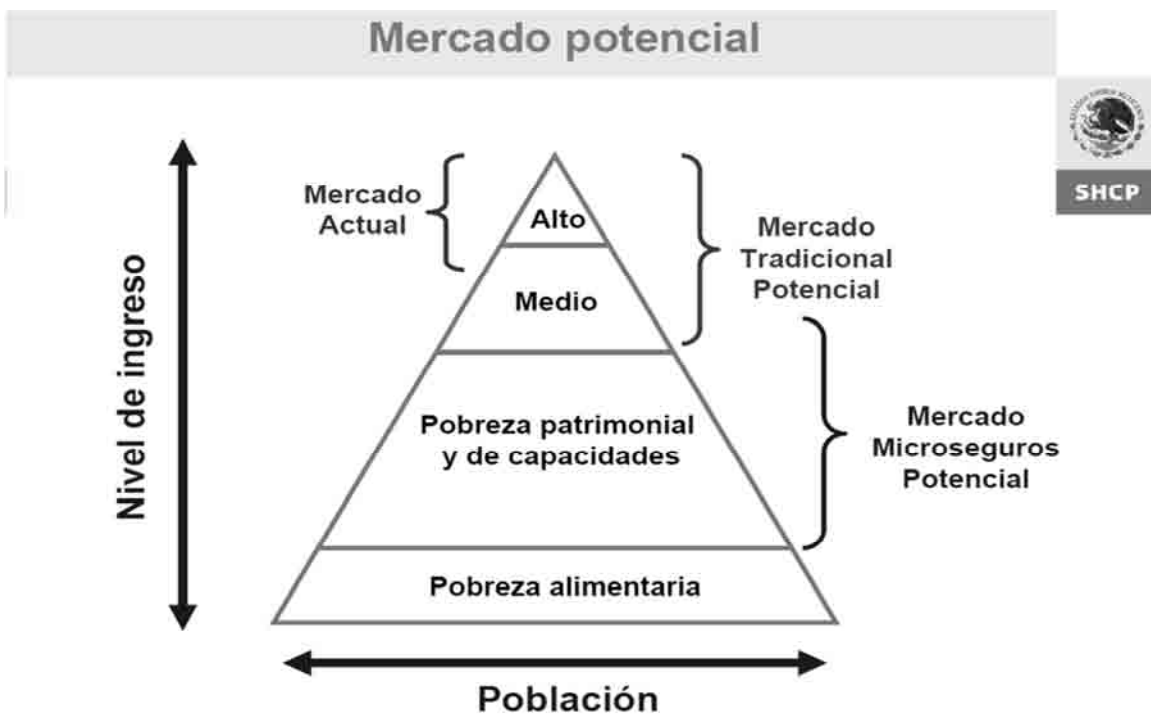 Mercado potencial
SHCP
Mercado
Actual
Alto
Mercado
Tradicional
Potencial
Medio
Nivel de ingreso
Pobreza patrimonial
y de capacidades
Mercado
Microseguros
Potencial
Pobreza alimentaria
Población